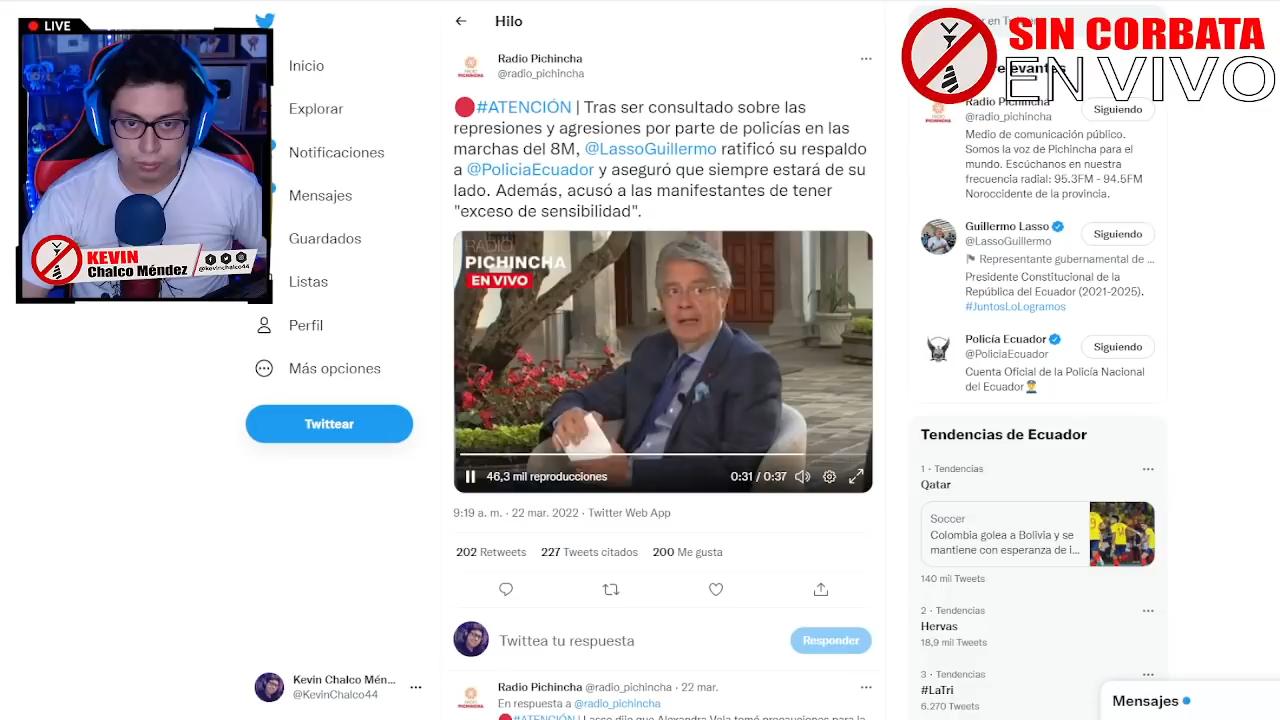 LIVE
KEVIN
Chalco Méndez
@kevinchalco44
SIN CORBATA
EN VIVO
Inicio
Explorar
Notificaciones
Mensajes
Guardados
Listas
Perfil
Más opciones
Twittear
Kevin Chalco Mén...
@KevinChalco44
Hilo
Radio Pichincha
@radio_pichincha
#ATENCIÓN | Tras ser consultado sobre las
represiones y agresiones por parte de policías en las
marchas del 8M, @LassoGuillermo ratificó su respaldo
a @PoliciaEcuador y aseguró que siempre estará de su
lado. Además, acusó a las manifestantes de tener
"exceso de sensibilidad".
RADIO
PICHINCHA
EN VIVO
46,3 mil reproducciones
0:31 / 0:37
9:19 a. m. · 22 mar. 2022 · Twitter Web App
202 Retweets 227 Tweets citados 200 Me gusta
Twittea tu respuesta
Responder
Radio Pichincha @radio_pichincha · 22 mar.
En respuesta a @radio_pichincha
#ATENCIÓN | Lasso dijo que Alexandra Vela tomó precauciones para la
Radio Pichincha
@radio_pichincha
Siguiendo
Medio de comunicación público.
Somos la voz de Pichincha para el
mundo. Escúchanos en nuestra
frecuencia radial: 95.3FM - 94.5FM
Noroccidente de la provincia.
Guillermo Lasso
@LassoGuillermo
Siguiendo
Representante gubernamental de ...
Presidente Constitucional de la
República del Ecuador (2021-2025).
#JuntosLoLogramos
Policía Ecuador
@PoliciaEcuador
Siguiendo
Cuenta Oficial de la Policía Nacional
del Ecuador
Tendencias de Ecuador
1 · Tendencias
Qatar
Soccer
Colombia golea a Bolivia y se
mantiene con esperanza de i...
140 mil Tweets
2 · Tendencias
Hervas
18,9 mil Tweets
3 · Tendencias
#LaTri
6.270 Tweets
Mensajes